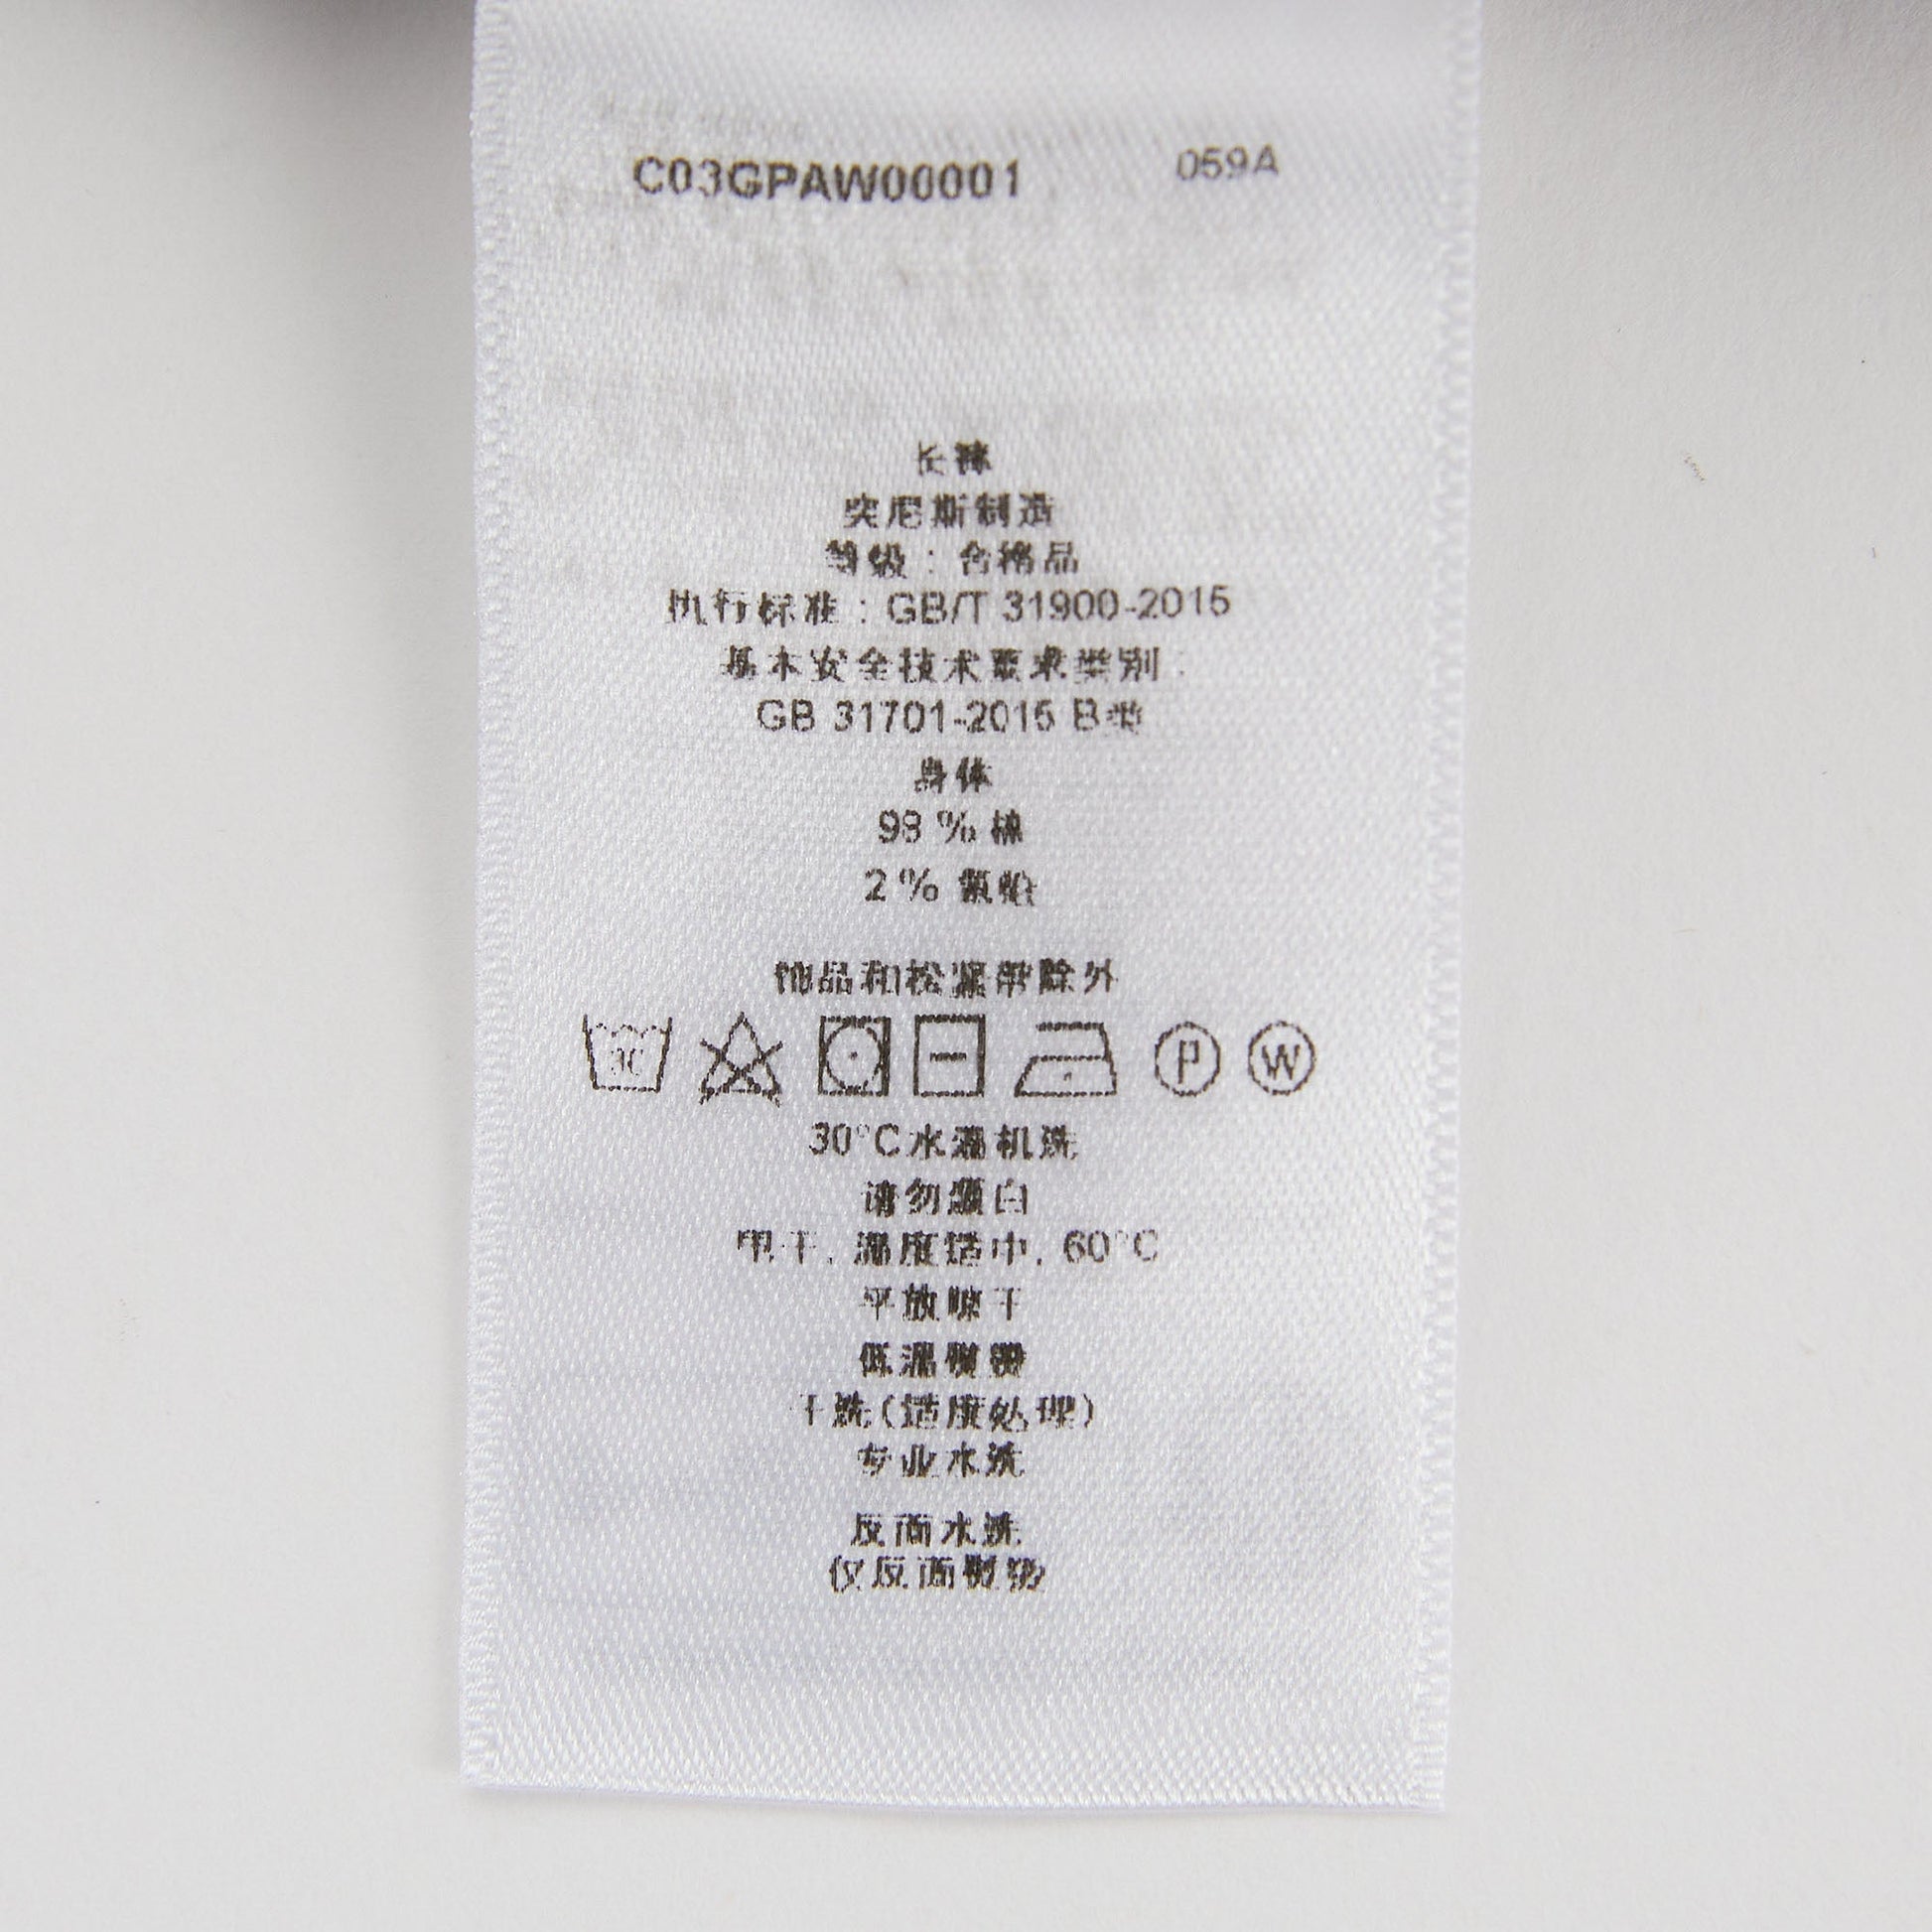 C03GPAW00001 059A
长裤
突尼斯制造
等级：合格品
执行标准：GB/T 31900-2015
基本安全技术要求类别：
GB 31701-2015 B类
身体
98 % 棉
2 % 氨纶
饰品和松紧带除外
30 P W
30°C水温机洗
请勿漂白
甲干, 温度适中, 60°C
平放晾干
低温熨烫
干洗(适度处理)
专业水洗
反面水洗
仅反面熨烫